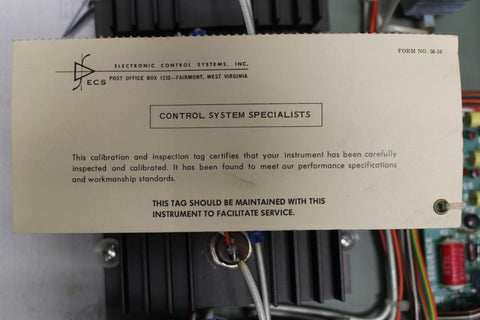 FORM NO. 58-10
ELECTRONIC CONTROL SYSTEMS, INC.
POST OFFICE BOX 1232—FAIRMONT, WEST VIRGINIA
ECS
CONTROL SYSTEM SPECIALISTS
This calibration and inspection tag certifies that your instrument has been carefully
inspected and calibrated. It has been found to meet our performance specifications
and workmanship standards.
THIS TAG SHOULD BE MAINTAINED WITH THIS
INSTRUMENT TO FACILITATE SERVICE.